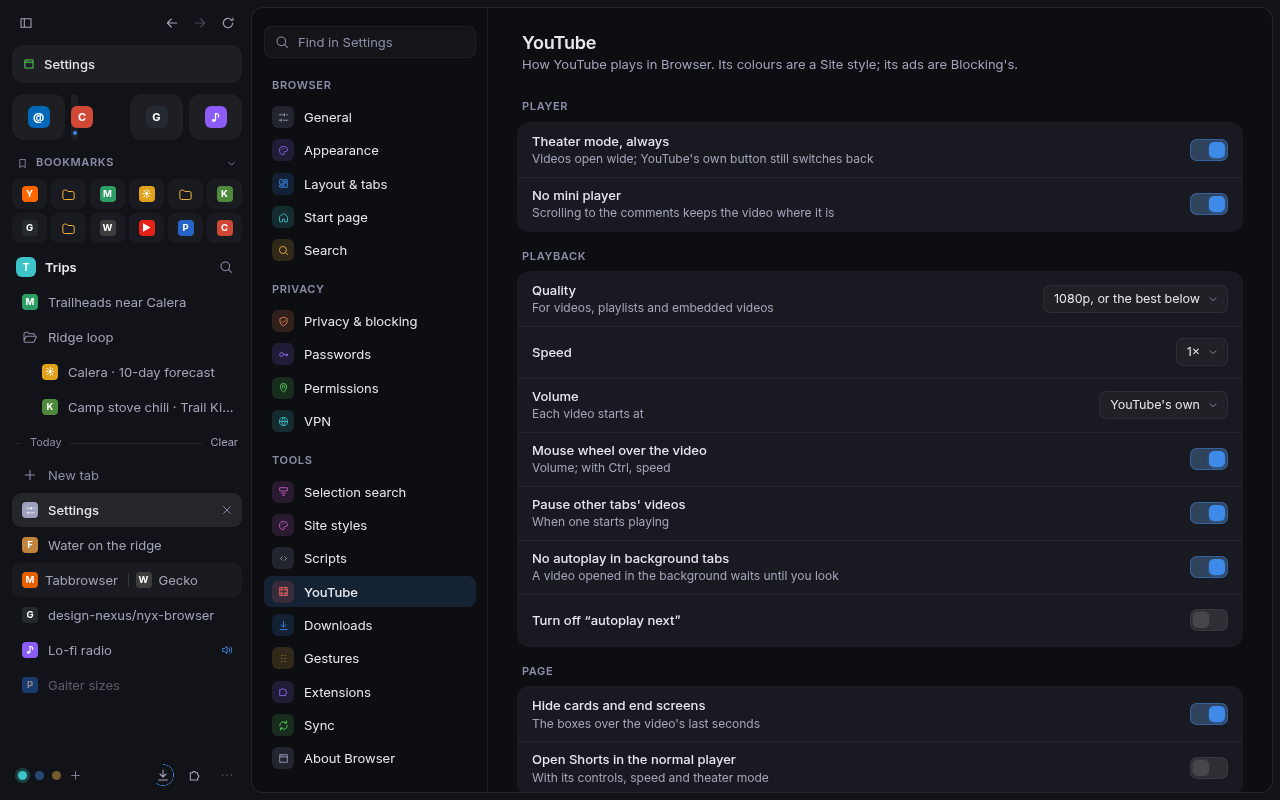 Settings
@
C
G
BOOKMARKS
Y
M
K
G
W
P
C
T
Trips
M
Trailheads near Calera
Ridge loop
Calera · 10-day forecast
K
Camp stove chili · Trail Ki...
Today
Clear
New tab
Settings
F
Water on the ridge
M
Tabbrowser
W
Gecko
G
design-nexus/nyx-browser
Lo-fi radio
P
Gaiter sizes
Find in Settings
BROWSER
General
Appearance
Layout & tabs
Start page
Search
PRIVACY
Privacy & blocking
Passwords
Permissions
VPN
TOOLS
Selection search
Site styles
Scripts
YouTube
Downloads
Gestures
Extensions
Sync
About Browser
YouTube
How YouTube plays in Browser. Its colours are a Site style; its ads are Blocking's.
PLAYER
Theater mode, always
Videos open wide; YouTube's own button still switches back
No mini player
Scrolling to the comments keeps the video where it is
PLAYBACK
Quality
For videos, playlists and embedded videos
1080p, or the best below
Speed
1×
Volume
Each video starts at
YouTube's own
Mouse wheel over the video
Volume; with Ctrl, speed
Pause other tabs' videos
When one starts playing
No autoplay in background tabs
A video opened in the background waits until you look
Turn off “autoplay next”
PAGE
Hide cards and end screens
The boxes over the video's last seconds
Open Shorts in the normal player
With its controls, speed and theater mode